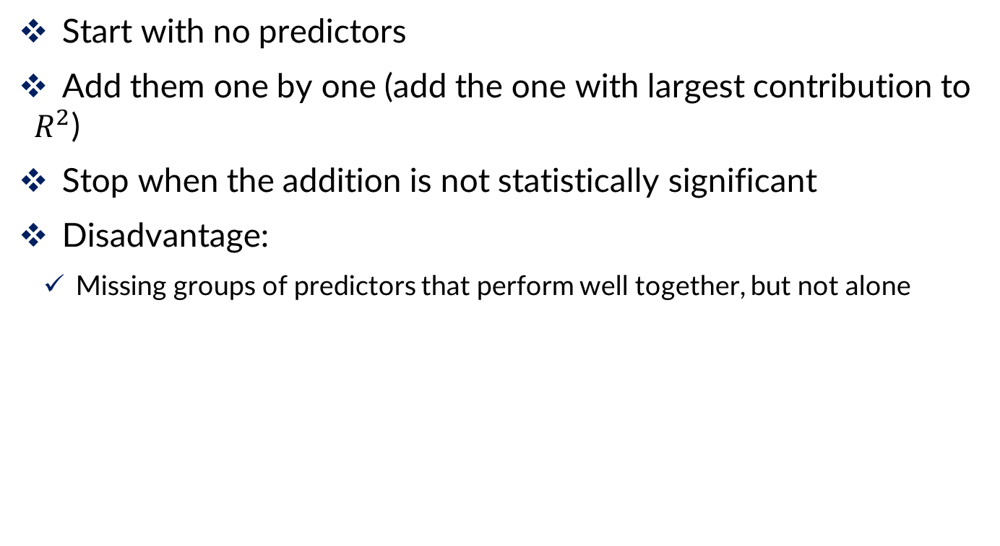 ❖ Start with no predictors
❖ Add them one by one (add the one with largest contribution to
R²)
❖ Stop when the addition is not statistically significant
❖ Disadvantage:
✓ Missing groups of predictors that perform well together, but not alone